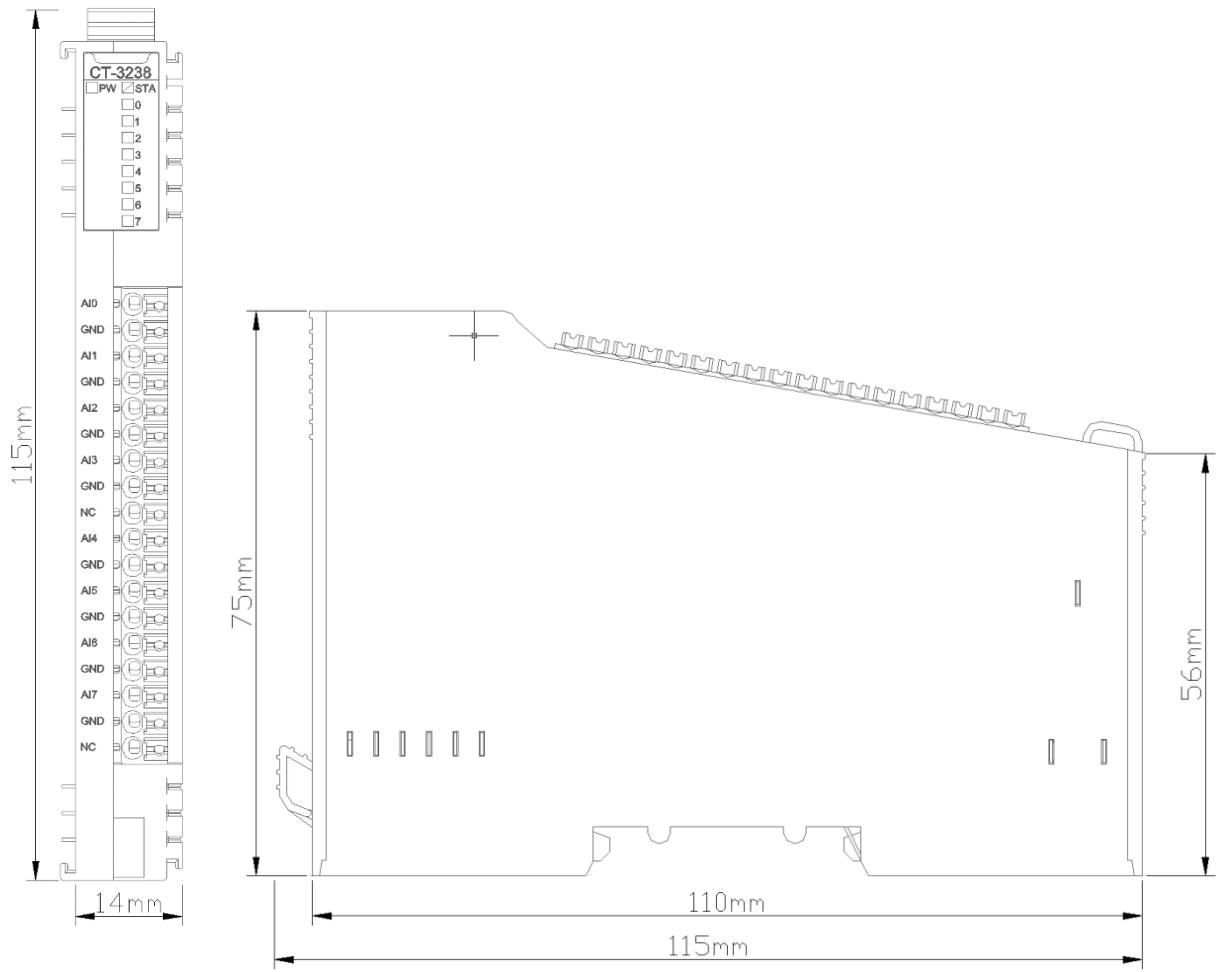 CT-3238
PW STA
0
1
2
3
4
5
6
7
AI0
GND
AI1
GND
AI2
GND
AI3
GND
NC
AI4
GND
AI5
GND
AI6
GND
AI7
GND
NC
115mm
14mm
75mm
56mm
110mm
115mm